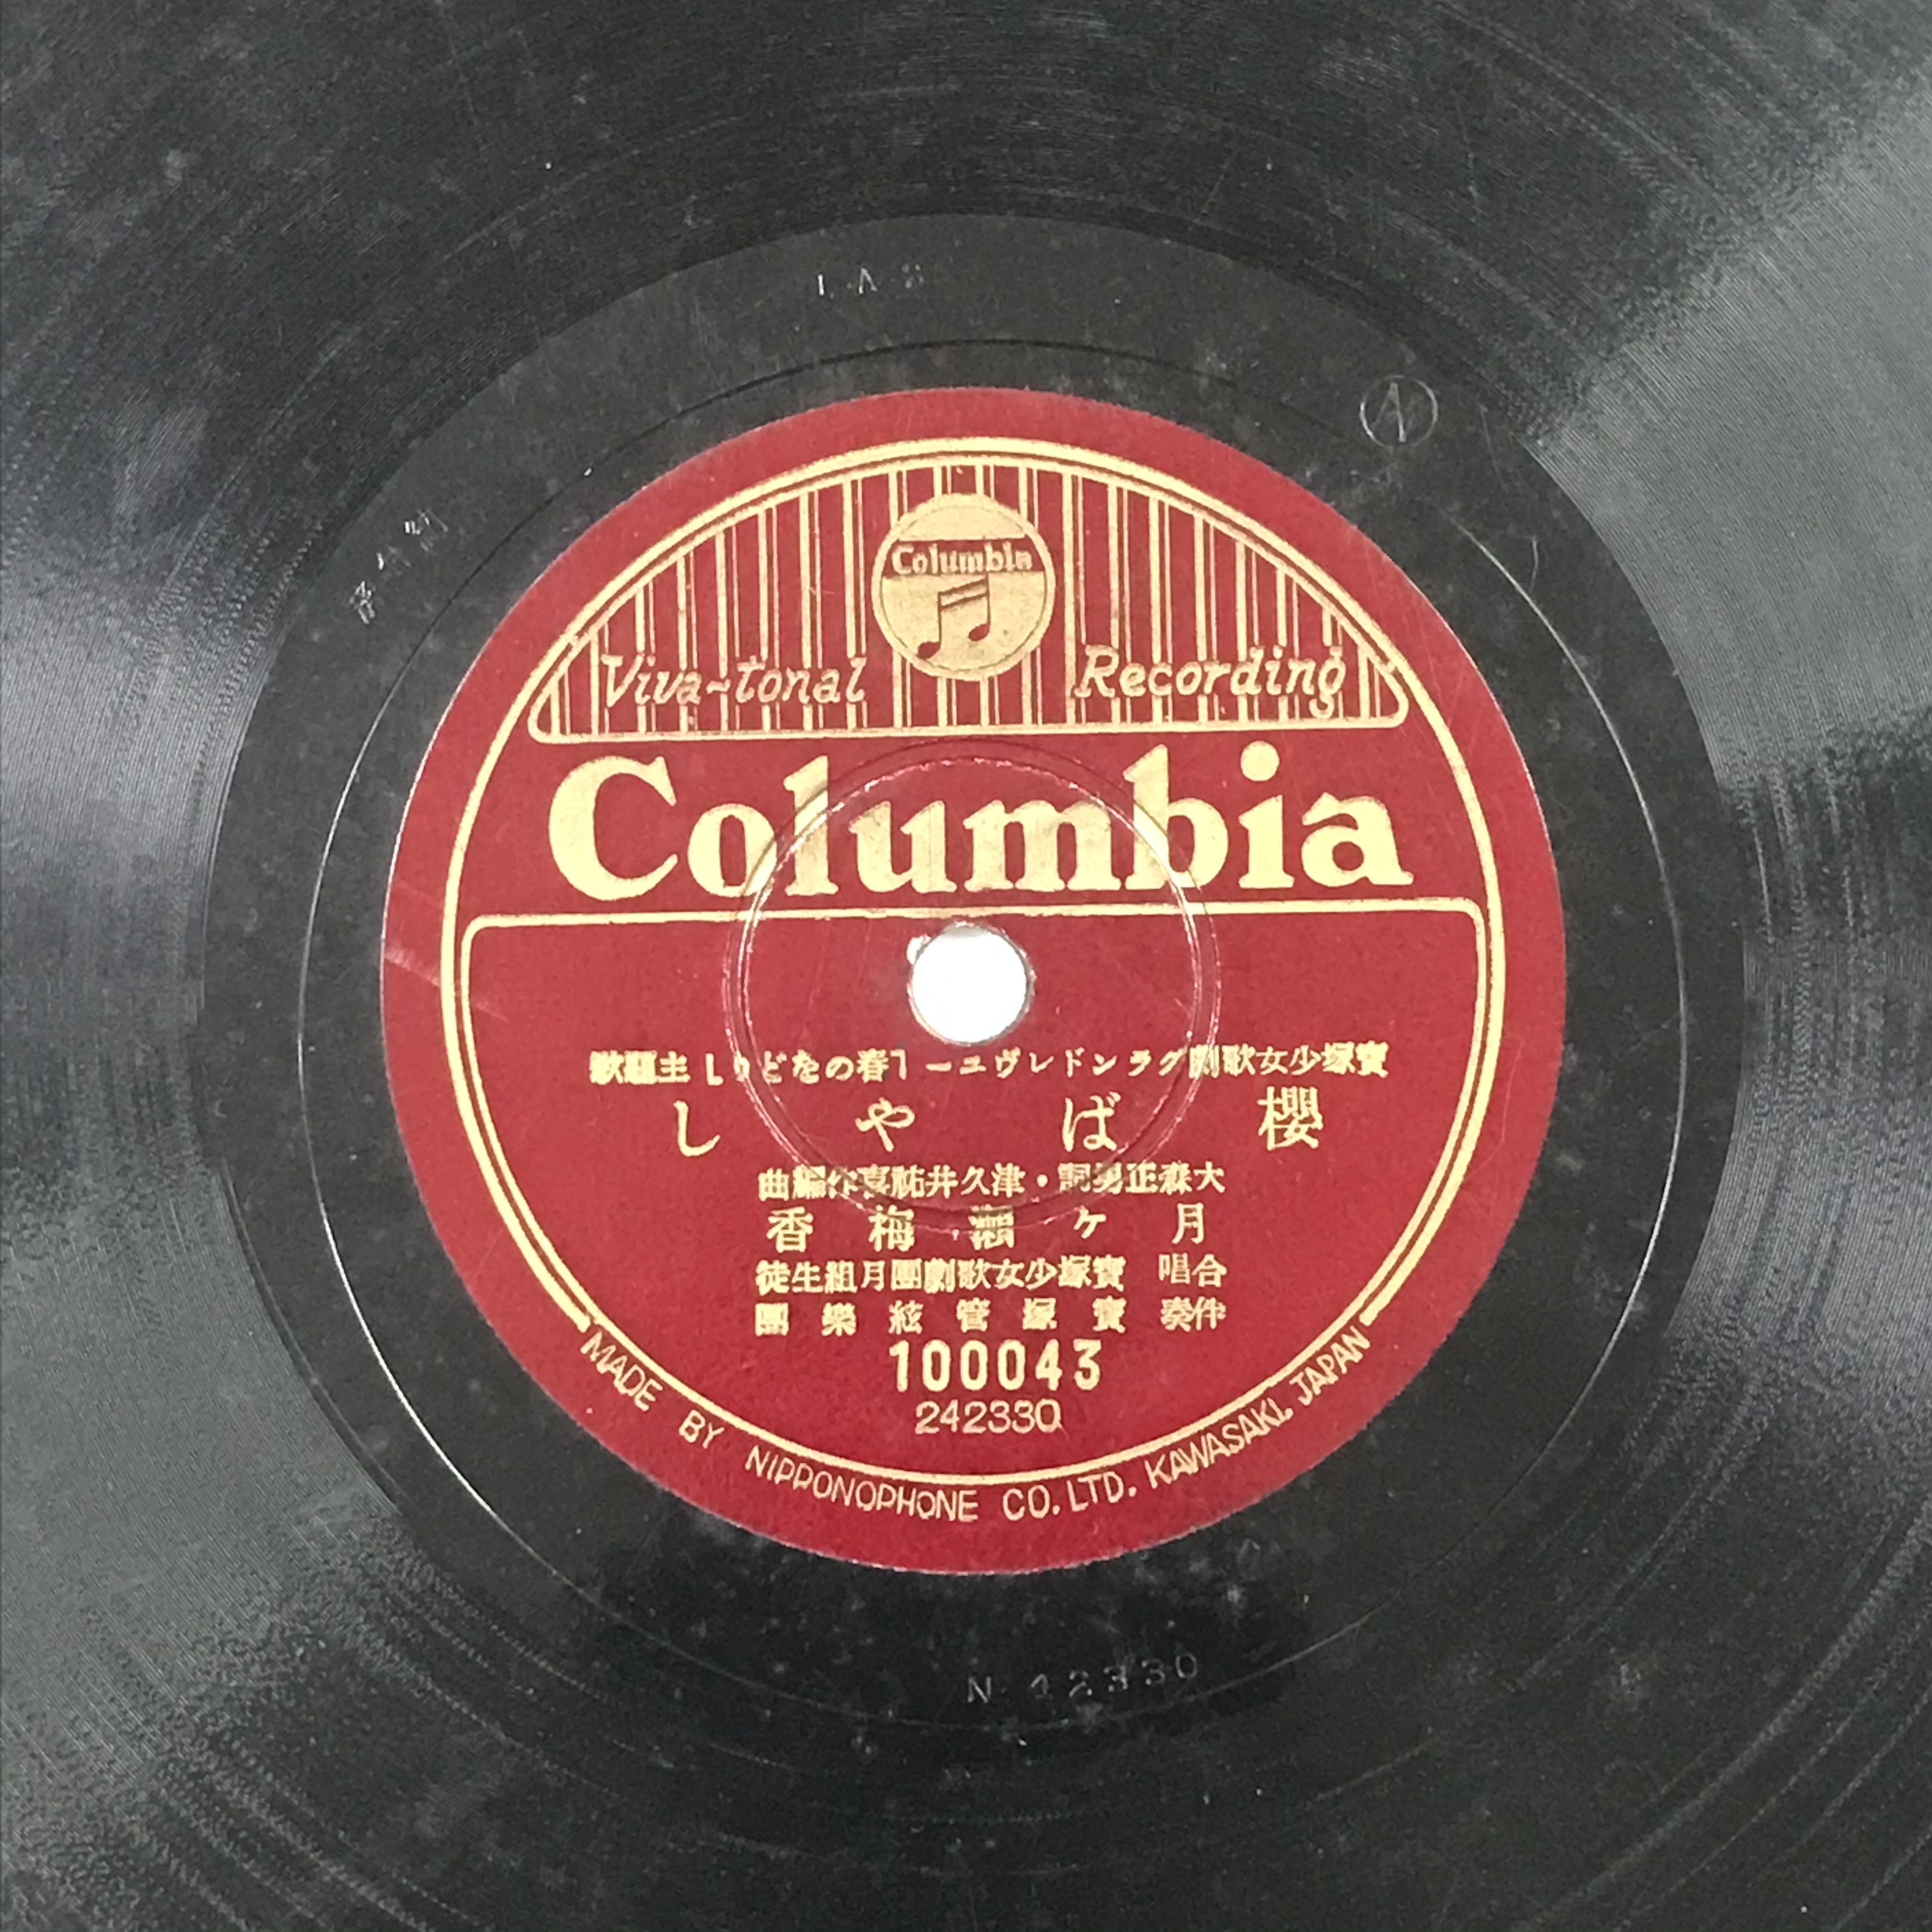 Columbia
Viva-tonal Recording
Columbia
寶塚少女歌劇グランドレヴユー「春のをどり」主題歌
櫻ばやし
大森正男詞・津久井祐喜作編曲
月ヶ瀬梅香
合唱 寶塚少女歌劇團月組生徒
伴奏 寶塚管絃樂團
100043
242330
MADE BY NIPPONOPHONE CO. LTD. KAWASAKI, JAPAN
A
N 42330